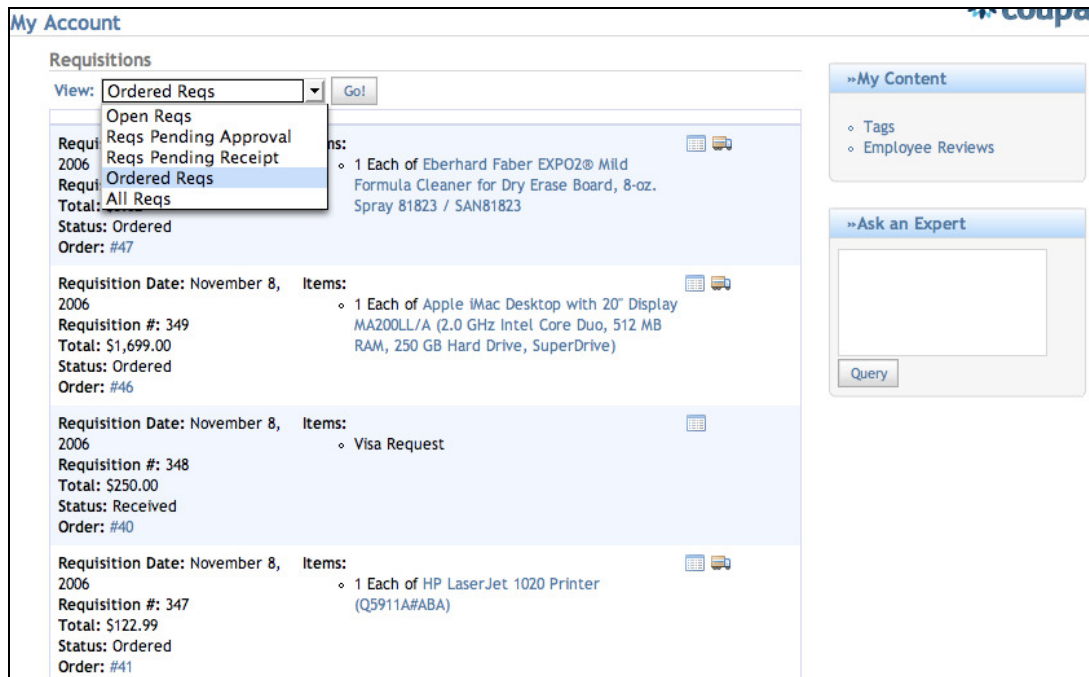 My Account
coupa
Requisitions
View: Ordered Reqs Go!
Open Reqs
Reqs Pending Approval
Reqs Pending Receipt
Ordered Reqs
All Reqs
2006
Total:
Status: Ordered
Order: #47
1 Each of Eberhard Faber EXPO2® Mild
Formula Cleaner for Dry Erase Board, 8-oz.
Spray 81823 / SAN81823
Requisition Date: November 8,
2006
Requisition #: 349
Total: $1,699.00
Status: Ordered
Order: #46
Items:
1 Each of Apple iMac Desktop with 20" Display
MA200LL/A (2.0 GHz Intel Core Duo, 512 MB
RAM, 250 GB Hard Drive, SuperDrive)
Requisition Date: November 8,
2006
Requisition #: 348
Total: $250.00
Status: Received
Order: #40
Items:
Visa Request
Requisition Date: November 8,
2006
Requisition #: 347
Total: $122.99
Status: Ordered
Order: #41
Items:
1 Each of HP LaserJet 1020 Printer
(Q5911A#ABA)
»My Content
Tags
Employee Reviews
»Ask an Expert
Query